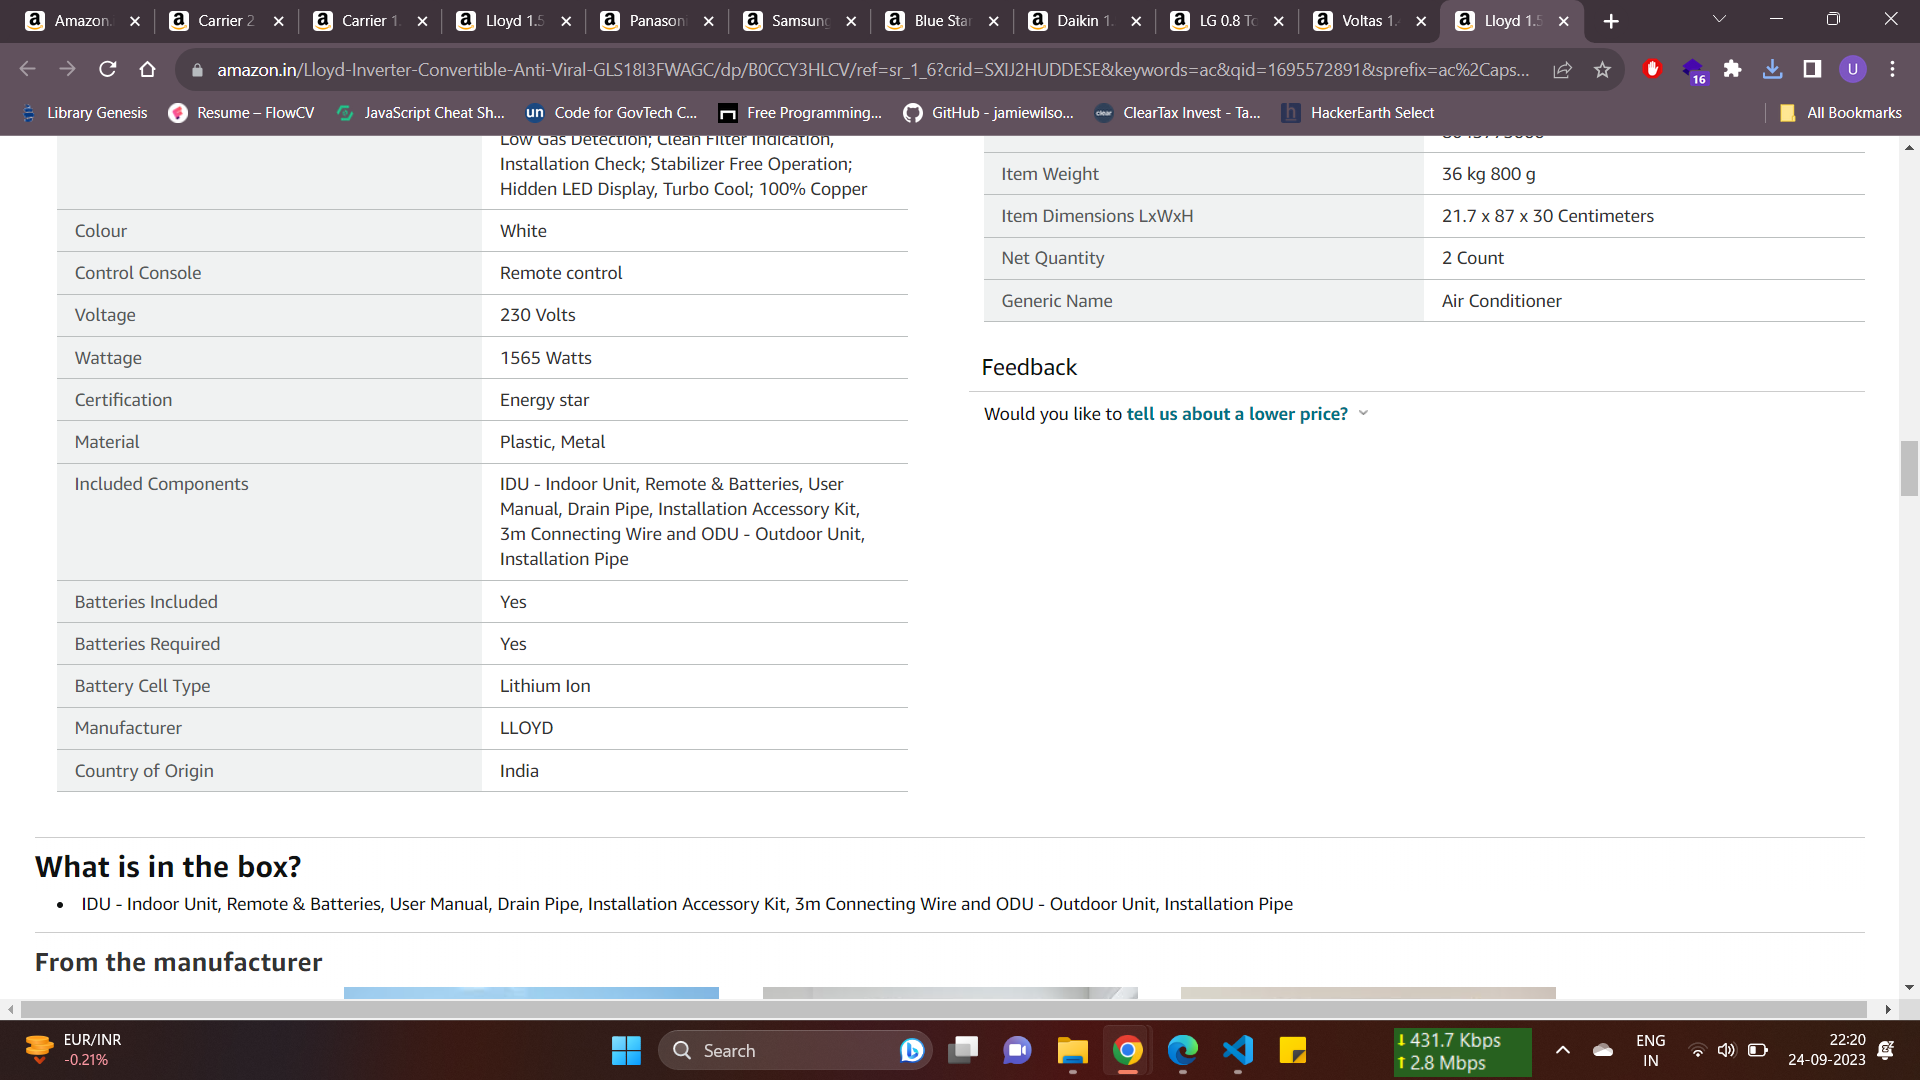 Amazon.
Carrier 2
Carrier 1.
Lloyd 1.5
Panasoni
Samsung
Blue Star
Daikin 1.
LG 0.8 To
Voltas 1.4
Lloyd 1.5
amazon.in/Lloyd-Inverter-Convertible-Anti-Viral-GLS18I3FWAGC/dp/B0CCY3HLCV/ref=sr_1_6?crid=SXIJ2HUDDESE&keywords=ac&qid=1695572891&sprefix=ac%2Caps...
16
U
Library Genesis
Resume – FlowCV
JavaScript Cheat Sh...
un
Code for GovTech C...
Free Programming...
GitHub - jamiewilso...
clear
ClearTax Invest - Ta...
h
HackerEarth Select
All Bookmarks
Low Gas Detection; Clean Filter Indication,
Installation Check; Stabilizer Free Operation;
Hidden LED Display, Turbo Cool; 100% Copper
Colour White
Control Console Remote control
Voltage 230 Volts
Wattage 1565 Watts
Certification Energy star
Material Plastic, Metal
Included Components IDU - Indoor Unit, Remote & Batteries, User
Manual, Drain Pipe, Installation Accessory Kit,
3m Connecting Wire and ODU - Outdoor Unit,
Installation Pipe
Batteries Included Yes
Batteries Required Yes
Battery Cell Type Lithium Ion
Manufacturer LLOYD
Country of Origin India
Item Weight 36 kg 800 g
Item Dimensions LxWxH 21.7 x 87 x 30 Centimeters
Net Quantity 2 Count
Generic Name Air Conditioner
Feedback
Would you like to tell us about a lower price?
What is in the box?
• IDU - Indoor Unit, Remote & Batteries, User Manual, Drain Pipe, Installation Accessory Kit, 3m Connecting Wire and ODU - Outdoor Unit, Installation Pipe
From the manufacturer
EUR/INR
-0.21%
Search
431.7 Kbps
2.8 Mbps
ENG
IN
22:20
24-09-2023